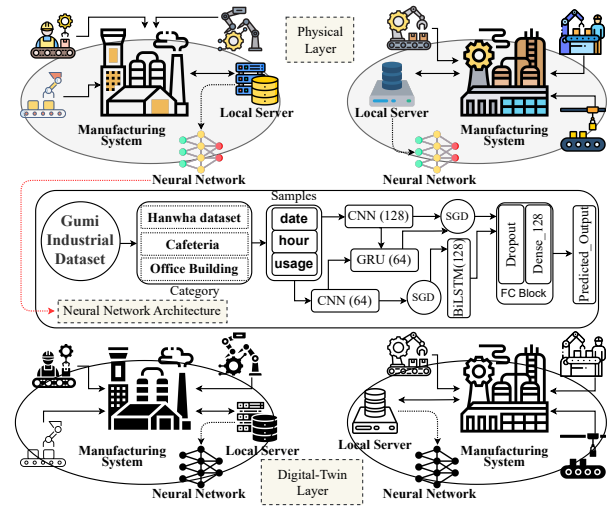 Physical
Layer
Manufacturing
System
Local Server
Neural Network
Local Server
Manufacturing
System
Neural Network
Gumi
Industrial
Dataset
Hanwha dataset
Cafeteria
Office Building
Category
Samples
date
hour
usage
CNN (128)
GRU (64)
CNN (64)
SGD
SGD
BiLSTM(128)
Dropout
Dense_128
FC Block
Predicted_Output
Neural Network Architecture
Manufacturing
System
Local Server
Neural Network
Digital-Twin
Layer
Local Server
Manufacturing
System
Neural Network